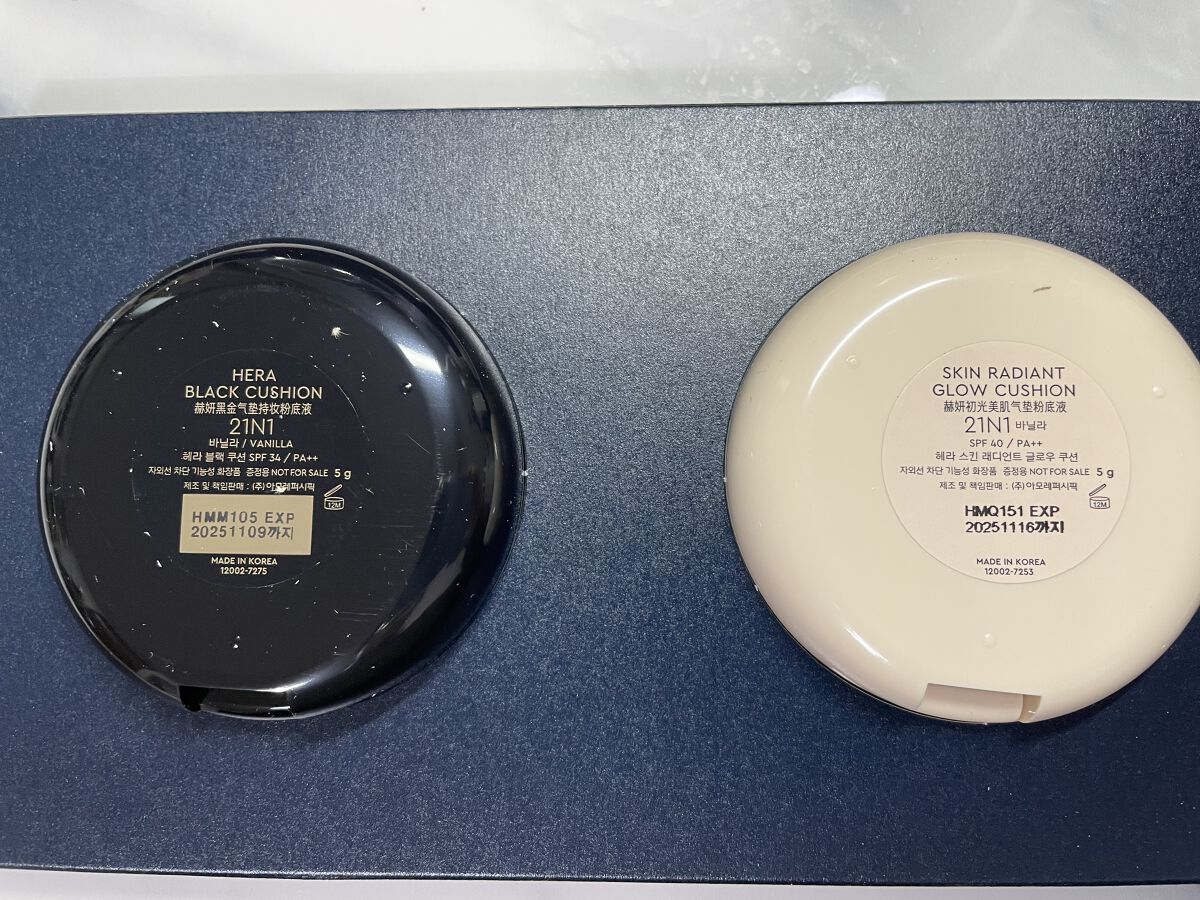 HERA
BLACK CUSHION
赫妍黑金气垫持妆粉底液
21N1
바닐라 / VANILLA
헤라 블랙 쿠션 SPF 34 / PA++
자외선 차단 기능성 화장품 증정용 NOT FOR SALE 5 g
제조 및 책임판매 : (주)아모레퍼시픽
12M
HMM105 EXP
20251109까지
MADE IN KOREA
12002-7275
SKIN RADIANT
GLOW CUSHION
赫妍初光美肌气垫粉底液
21N1 바닐라
SPF 40 / PA++
헤라 스킨 래디언트 글로우 쿠션
자외선 차단 기능성 화장품 증정용 NOT FOR SALE 5 g
제조 및 책임판매 : (주)아모레퍼시픽
12M
HMQ151 EXP
20251116까지
MADE IN KOREA
12002-7253